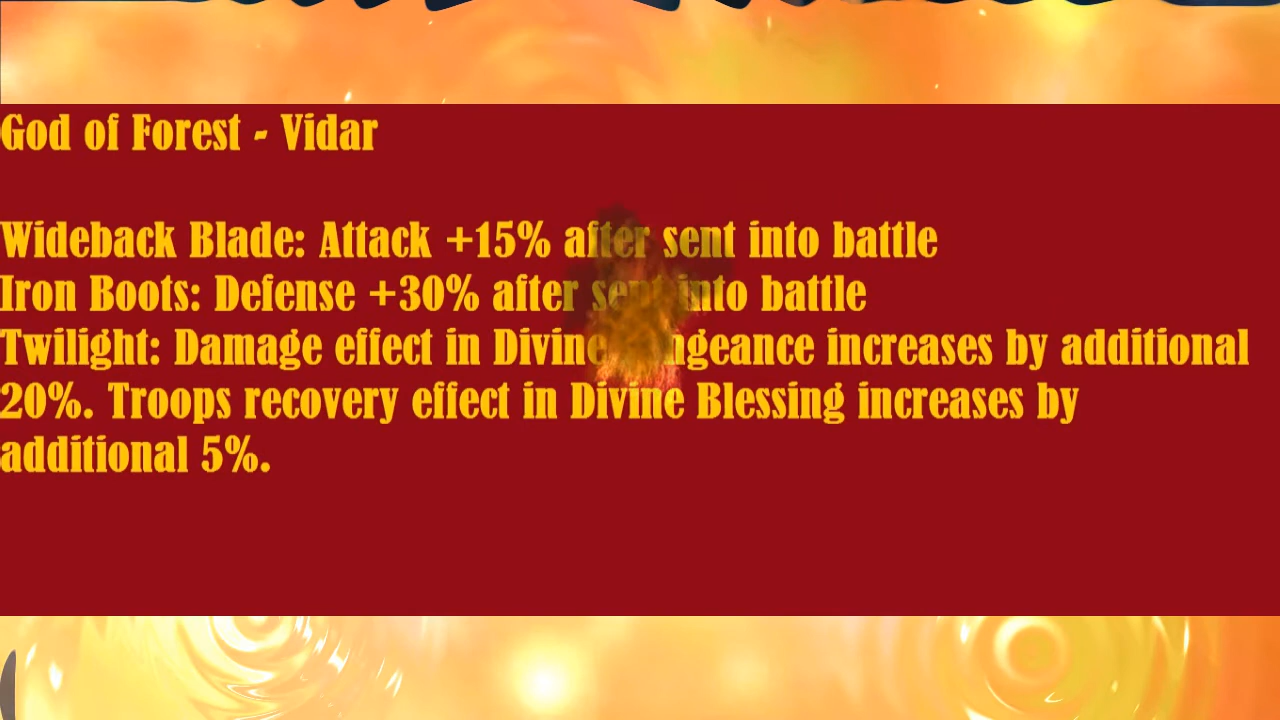 God of Forest - Vidar
Wideback Blade: Attack +15% after sent into battle
Iron Boots: Defense +30% after sent into battle
Twilight: Damage effect in Divine Vengeance increases by additional
20%. Troops recovery effect in Divine Blessing increases by
additional 5%.